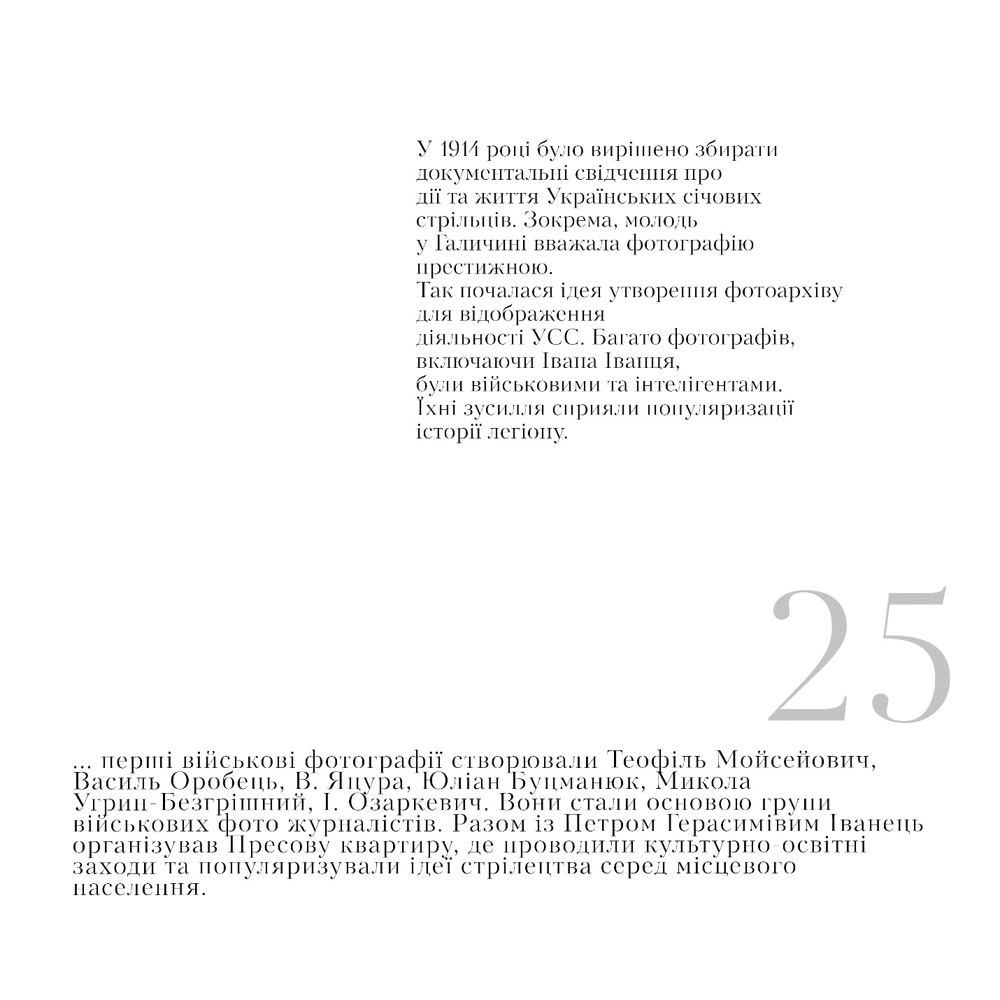 У 1914 році було вирішено збирати
документальні свідчення про
дії та життя Українських січових
стрільців. Зокрема, молодь
у Галичині вважала фотографію
престижною.
Так почалася ідея утворення фотоархіву
для відображення
діяльності УСС. Багато фотографів,
включаючи Івана Іванця,
були військовими та інтелігентами.
Їхні зусилля сприяли популяризації
історії легіону.
25
... перші військові фотографії створювали Теофіль Мойсейович,
Василь Оробець, В. Яцура, Юліан Буцманюк, Микола
Угрин-Безгрішний, І. Озаркевич. Вони стали основою групи
військових фото журналістів. Разом із Петром Герасимівим Іванець
організував Пресову квартиру, де проводили культурно-освітні
заходи та популяризували ідеї стрілецтва серед місцевого
населення.